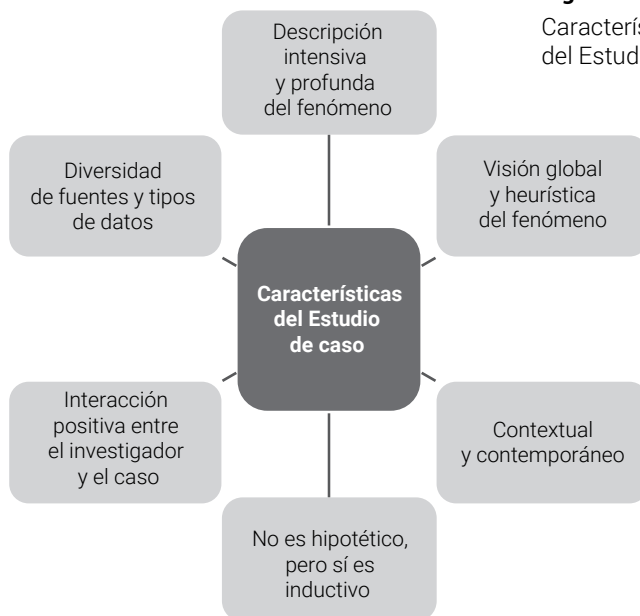 Descripción
intensiva
y profunda
del fenómeno
Diversidad
de fuentes y tipos
de datos
Visión global
y heurística
del fenómeno
Características
del Estudio
de caso
Interacción
positiva entre
el investigador
y el caso
Contextual
y contemporáneo
No es hipotético,
pero sí es
inductivo